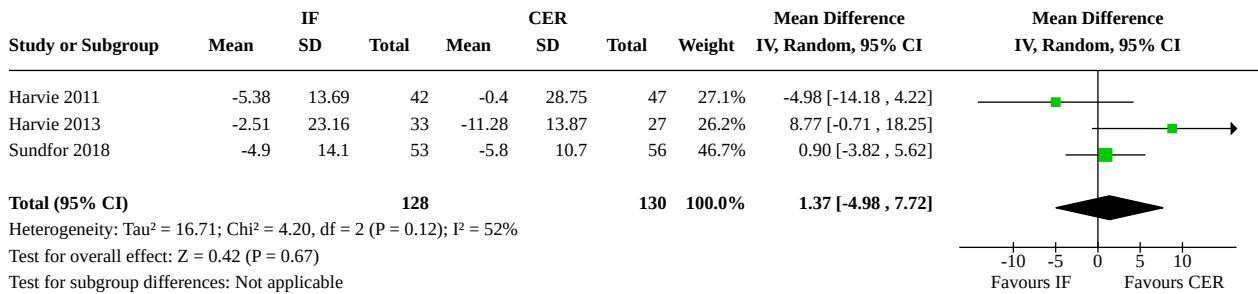 IF CER Mean Difference Mean Difference
Study or Subgroup Mean SD Total Mean SD Total Weight IV, Random, 95% CI IV, Random, 95% CI
Harvie 2011 -5.38 13.69 42 -0.4 28.75 47 27.1% -4.98 [-14.18 , 4.22]
Harvie 2013 -2.51 23.16 33 -11.28 13.87 27 26.2% 8.77 [-0.71 , 18.25]
Sundfor 2018 -4.9 14.1 53 -5.8 10.7 56 46.7% 0.90 [-3.82 , 5.62]
Total (95% CI) 128 130 100.0% 1.37 [-4.98 , 7.72]
Heterogeneity: Tau² = 16.71; Chi² = 4.20, df = 2 (P = 0.12); I² = 52%
Test for overall effect: Z = 0.42 (P = 0.67) -10 -5 0 5 10
Test for subgroup differences: Not applicable Favours IF Favours CER